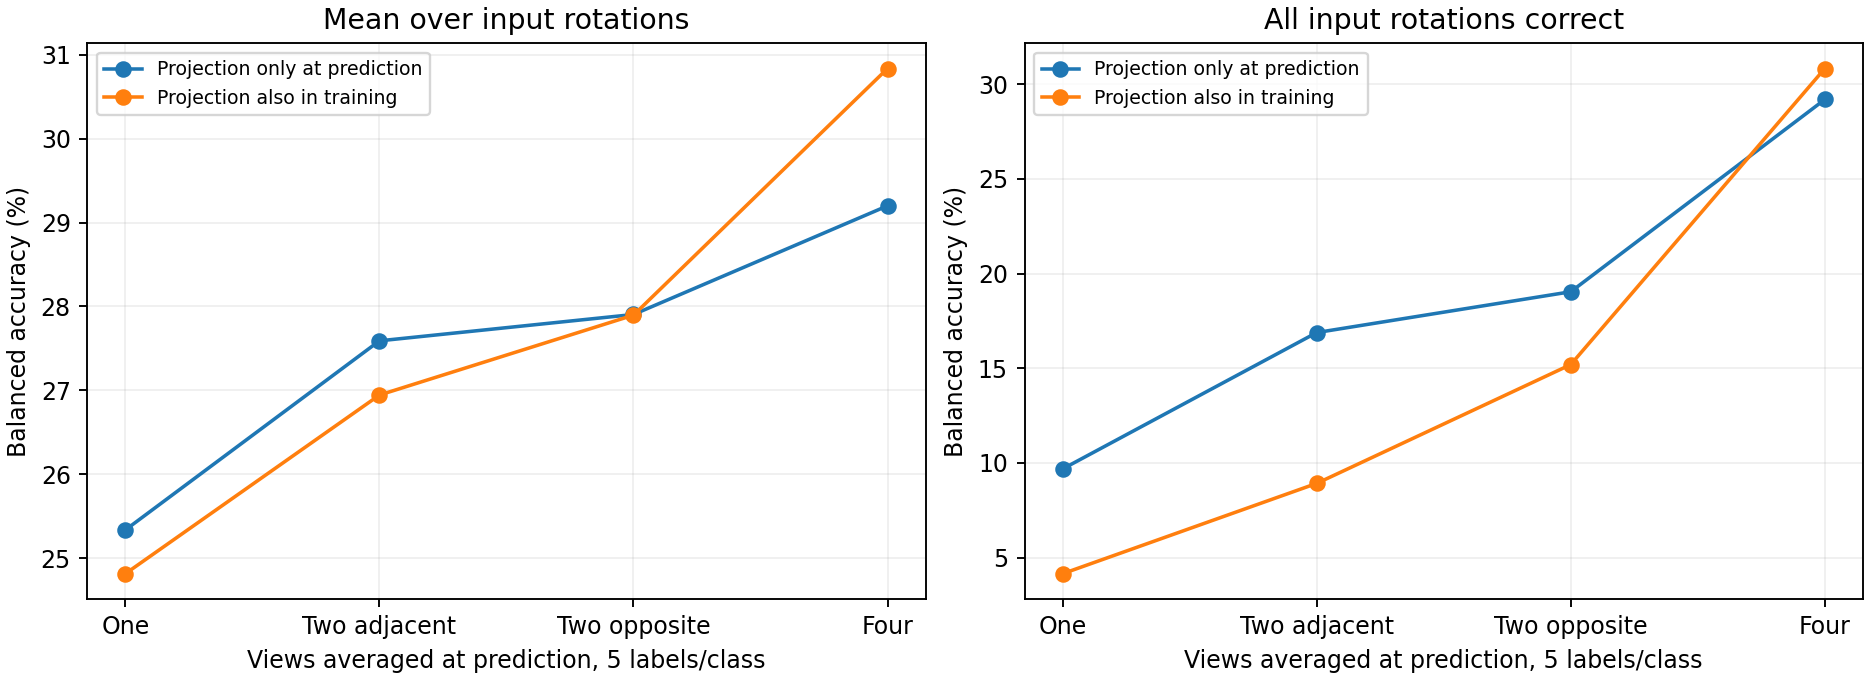 Mean over input rotations
Projection only at prediction
Projection also in training
31
30
29
28
27
26
25
Balanced accuracy (%)
One
Two adjacent
Two opposite
Four
Views averaged at prediction, 5 labels/class
All input rotations correct
Projection only at prediction
Projection also in training
30
25
20
15
10
5
Balanced accuracy (%)
One
Two adjacent
Two opposite
Four
Views averaged at prediction, 5 labels/class